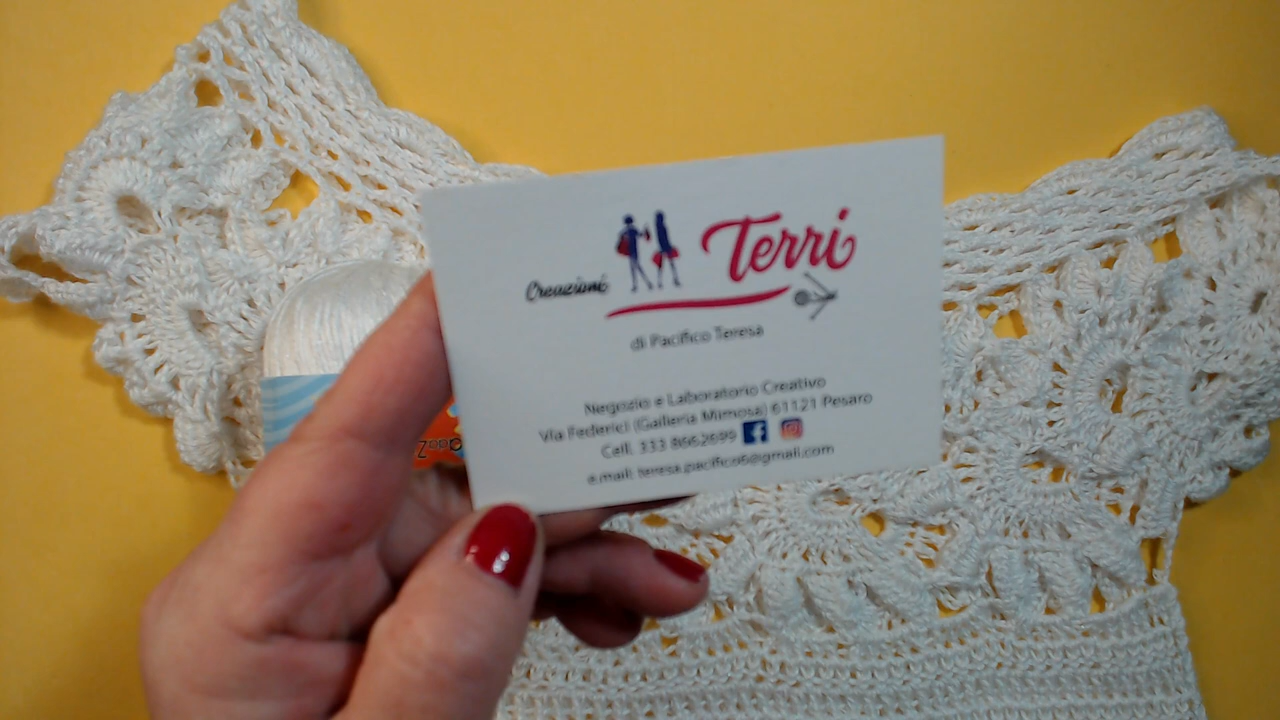 Creazioni Terri
di Pacifico Teresa
Negozio e Laboratorio Creativo
Via Federici (Galleria Mimosa) 61121 Pesaro
Cell. 333 8662699
e.mail: teresa.pacifico6@gmail.com